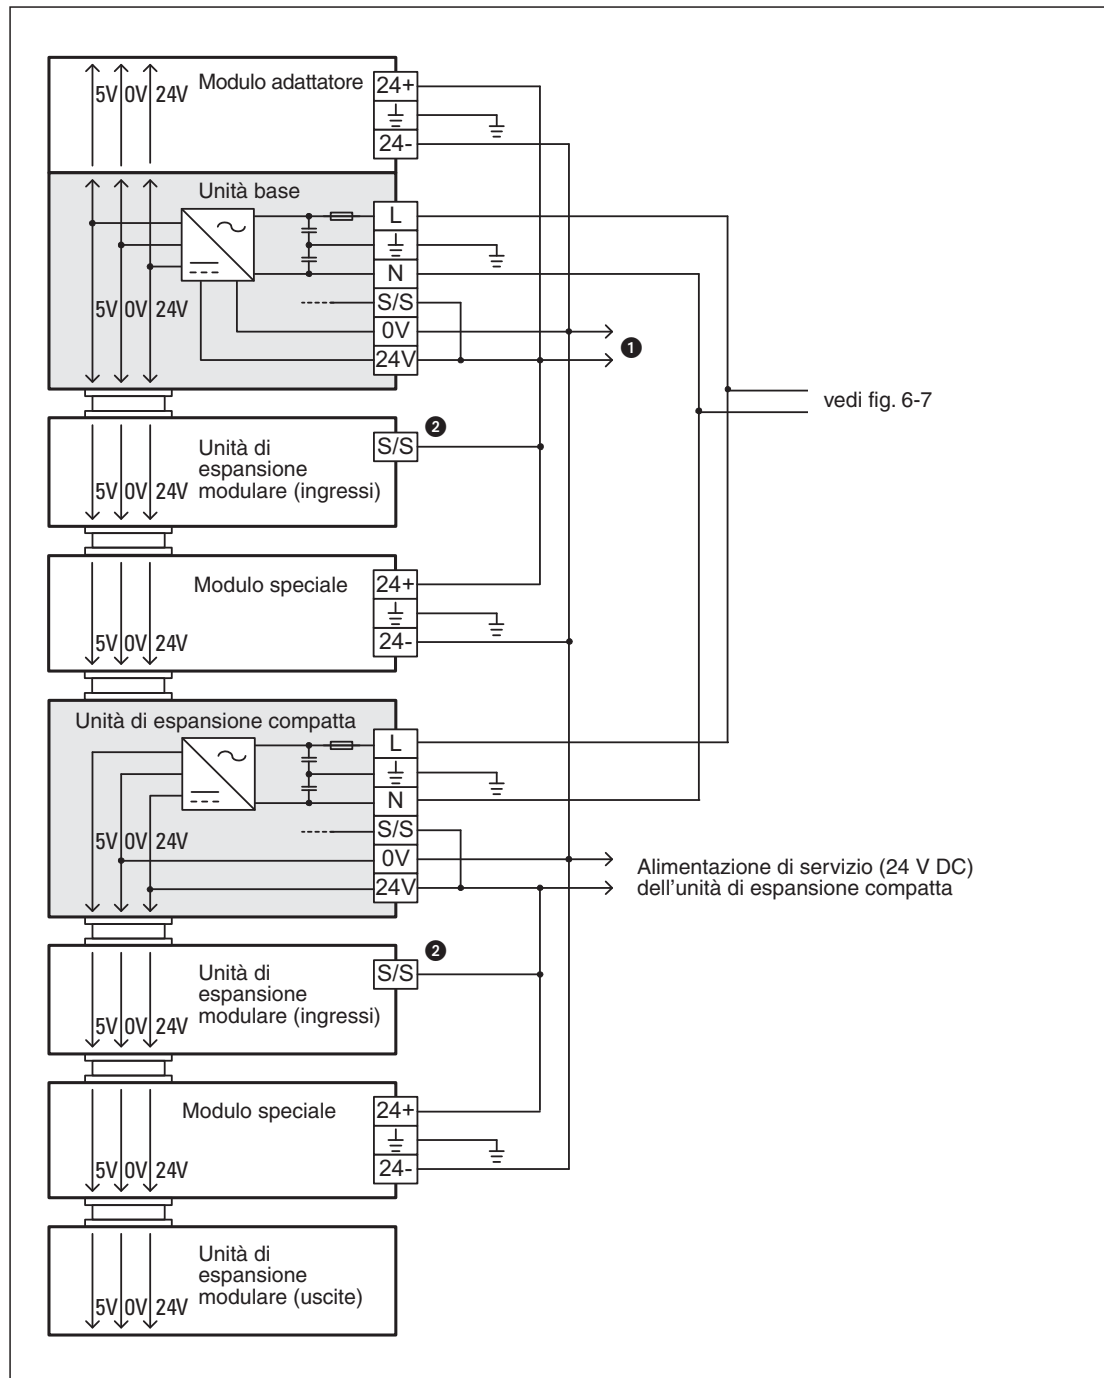 Modulo adattatore
5V 0V 24V
24+
24-
Unità base
L
N
S/S
0V
24V
5V 0V 24V
❶
vedi fig. 6-7
❷
Unità di
espansione
modulare (ingressi)
S/S
5V 0V 24V
Modulo speciale
24+
24-
5V 0V 24V
Unità di espansione compatta
L
N
S/S
0V
24V
5V 0V 24V
Alimentazione di servizio (24 V DC)
dell'unità di espansione compatta
❷
Unità di
espansione
modulare (ingressi)
S/S
5V 0V 24V
Modulo speciale
24+
24-
5V 0V 24V
Unità di
espansione
modulare (uscite)
5V 0V 24V